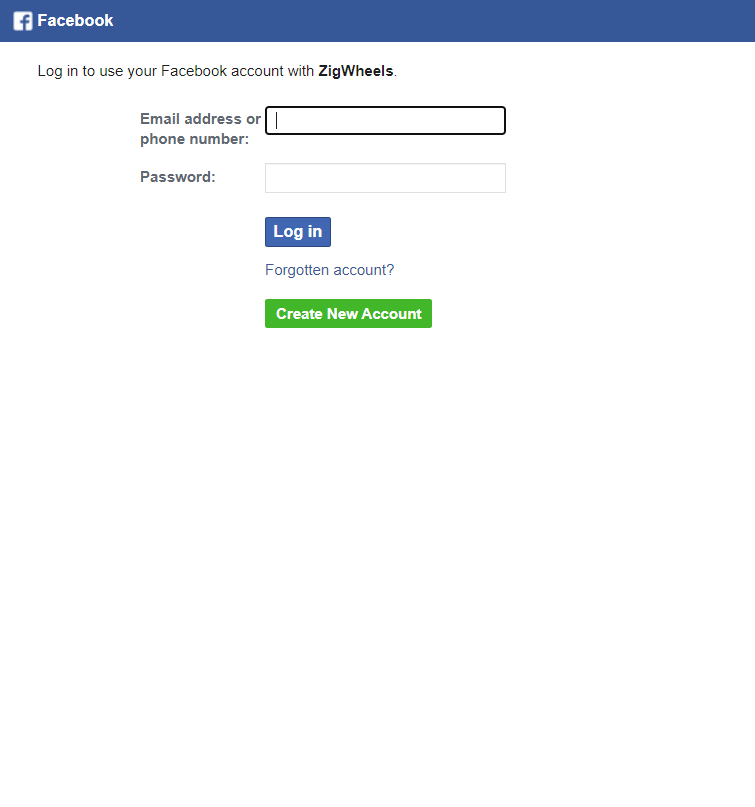 Facebook
Log in to use your Facebook account with ZigWheels.
Email address or
phone number:
Password:
Log in
Forgotten account?
Create New Account